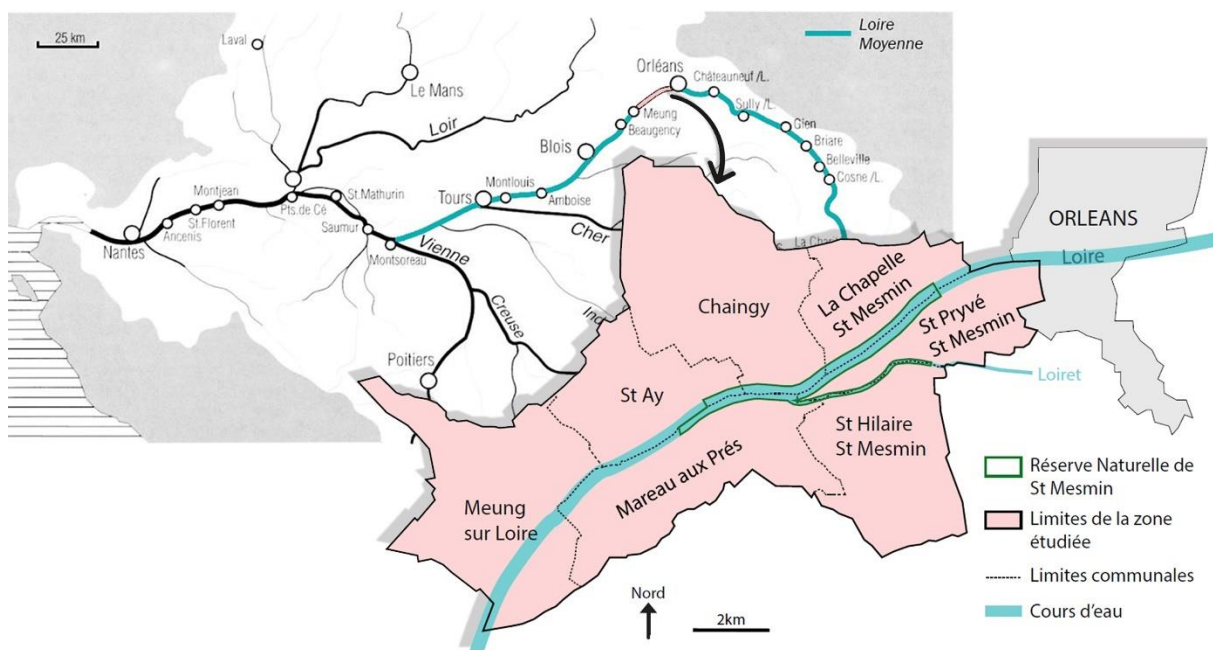 25 km
Laval
Loire
Moyenne
Orléans
Châteauneuf /L.
Le Mans
Sully /L.
Meung
Gien
Loir
Beaugency
Briare
Blois
Belleville
Cosne /L.
Montjean
St.Mathurin
Tours
Montlouis
Amboise
Pts.de Cé
St.Florent
Ancenis
Saumur
Nantes
Vienne
Cher
Montsoreau
La Char
ORLEANS
Loire
Creuse
Ind
Chaingy
La Chapelle
St Mesmin
St Pryvé
St Mesmin
Poitiers
Loiret
St Ay
St Hilaire
St Mesmin
Mareau aux Prés
Meung
sur Loire
Réserve Naturelle de
St Mesmin
Limites de la zone
étudiée
Limites communales
Cours d'eau
Nord
2km